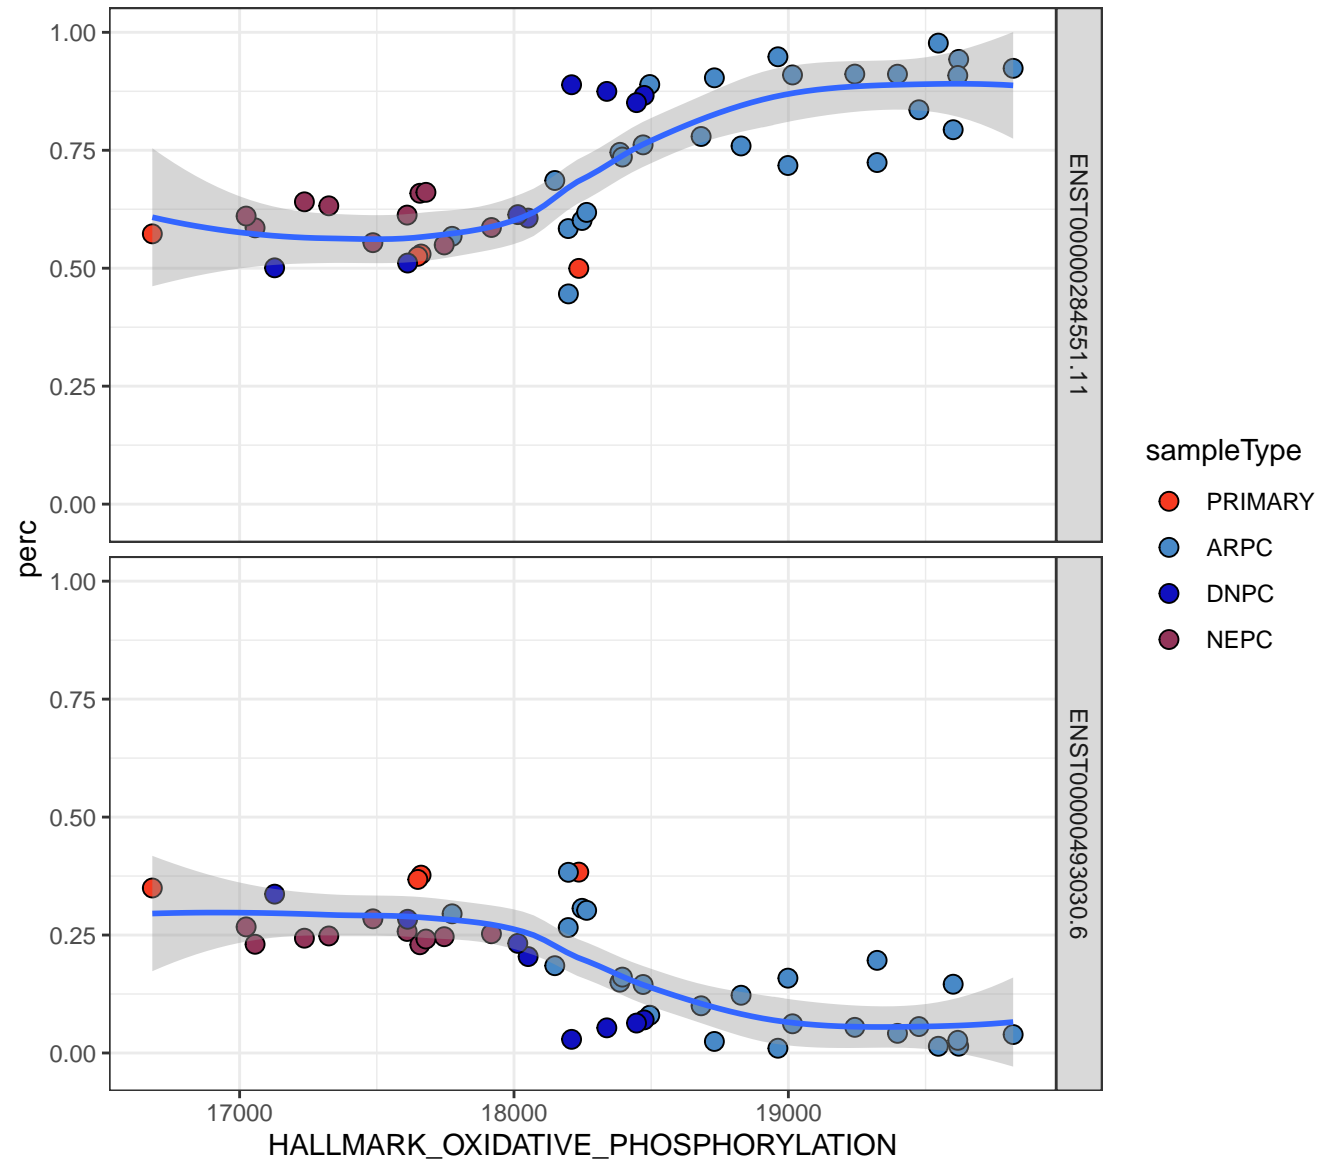 1.00
0.75
0.50
0.25
0.00
ENST00000284551.11
perc
1.00
0.75
0.50
0.25
0.00
ENST00000493030.6
17000
18000
19000
HALLMARK_OXIDATIVE_PHOSPHORYLATION
sampleType
PRIMARY
ARPC
DNPC
NEPC